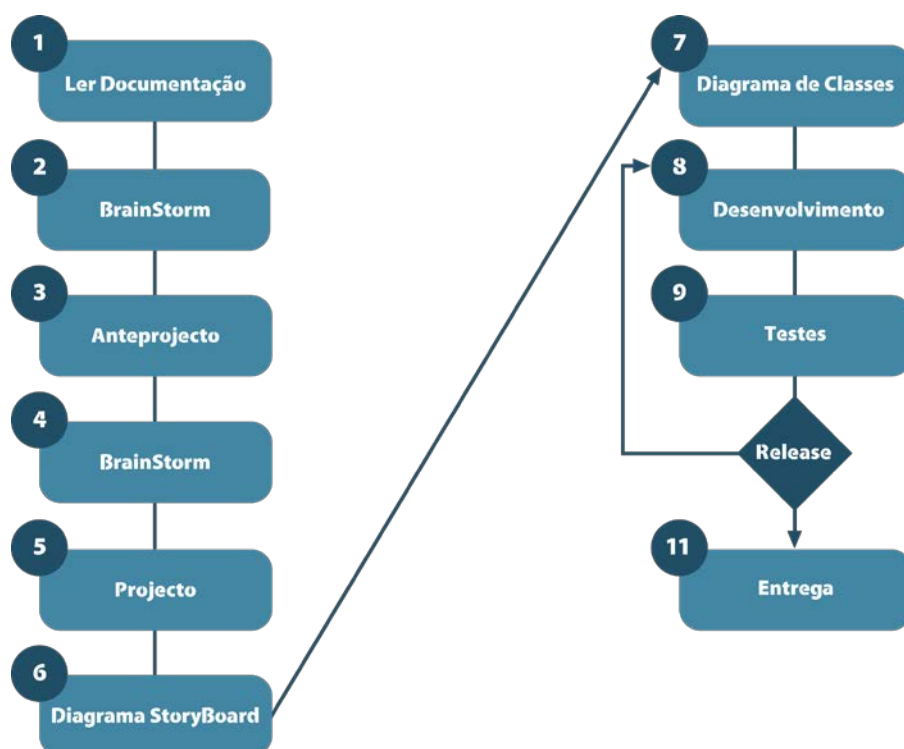 1
Ler Documentação
2
BrainStorm
3
Anteprojecto
4
BrainStorm
5
Projecto
6
Diagrama StoryBoard
7
Diagrama de Classes
8
Desenvolvimento
9
Testes
Release
11
Entrega